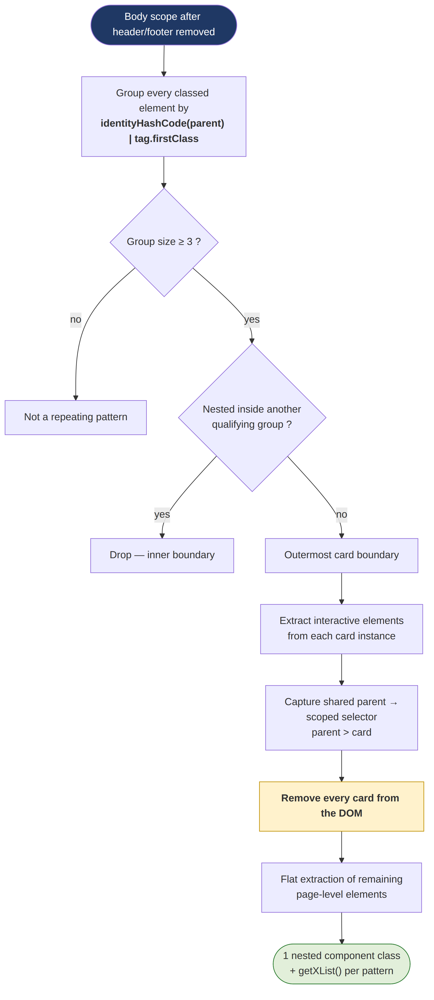 Body scope after
header/footer removed
Group every classed
element by
identityHashCode(parent)
| tag.firstClass
Group size ≥ 3 ?
no
yes
Nested inside another
qualifying group ?
Not a repeating pattern
yes
no
Drop — inner boundary
Outermost card boundary
Extract interactive elements
from each card instance
Capture shared parent →
scoped selector
parent > card
Remove every card from
the DOM
Flat extraction of remaining
page-level elements
1 nested component class
+ getXList() per pattern